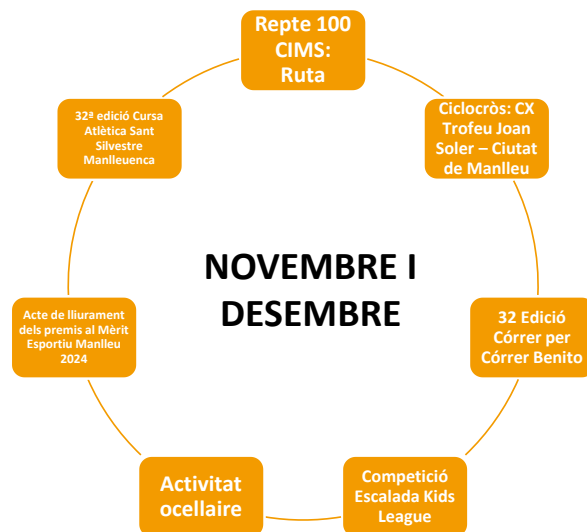 Repte 100
CIMS:
Ruta
Ciclocròs: CX
Trofeu Joan
Soler – Ciutat
de Manlleu
32 Edició
Córrer per
Córrer Benito
Competició
Escalada Kids
League
Activitat
ocellaire
Acte de lliurament
dels premis al Mèrit
Esportiu Manlleu
2024
32ª edició Cursa
Atlètica Sant
Silvestre
Manlleuenca
NOVEMBRE I
DESEMBRE